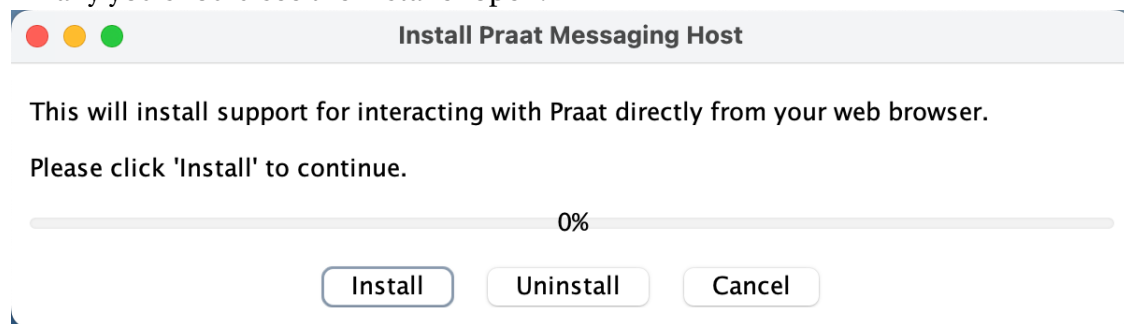 Install Praat Messaging Host
This will install support for interacting with Praat directly from your web browser.
Please click 'Install' to continue.
0%
Install Uninstall Cancel